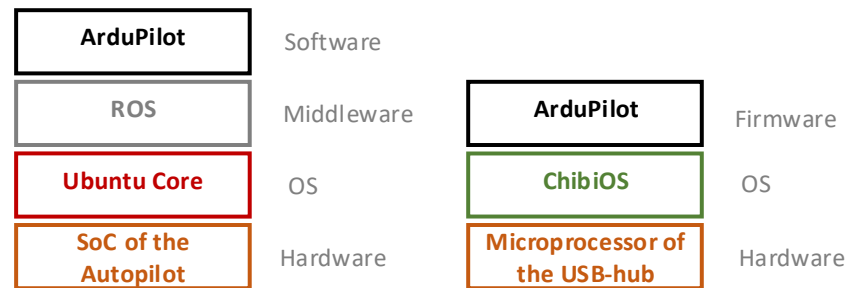 ArduPilot
Software
ROS
Middleware
Ubuntu Core
OS
SoC of the
Autopilot
Hardware
ArduPilot
Firmware
ChibiOS
OS
Microprocessor of
the USB-hub
Hardware